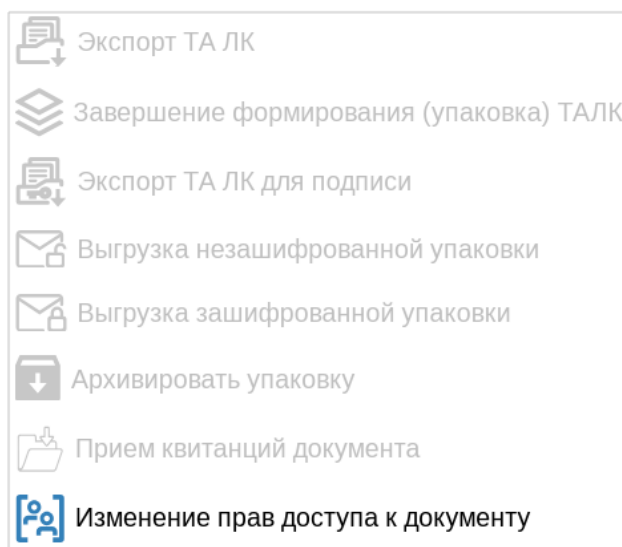 Экспорт ТА ЛК
Завершение формирования (упаковка) ТАЛК
Экспорт ТА ЛК для подписи
Выгрузка незашифрованной упаковки
Выгрузка зашифрованной упаковки
Архивировать упаковку
Прием квитанций документа
Изменение прав доступа к документу